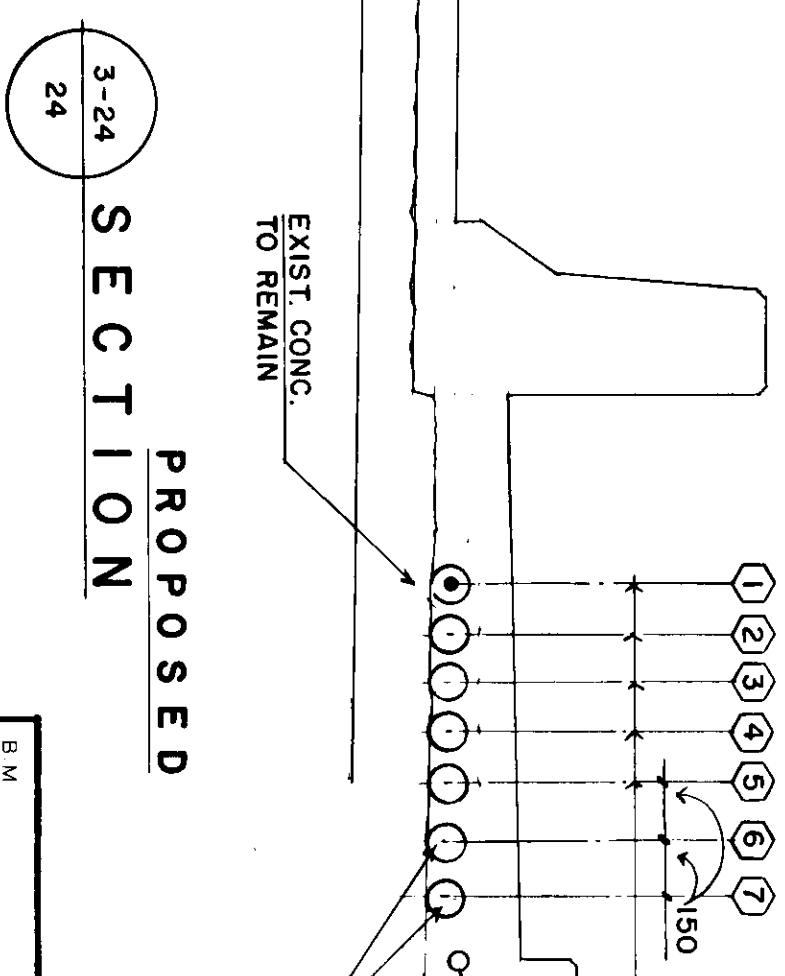 1
2
3
4
5
6
7
150
EXIST. CONC.
TO REMAIN
PROPOSED
3-24
24
SECTION
B M